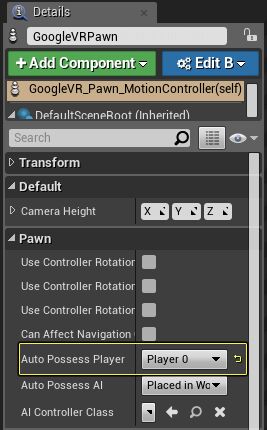 Details
GoogleVRPawn
+ Add Component
Edit B
GoogleVR_Pawn_MotionController(self)
DefaultSceneRoot (Inherited)
Search
Transform
Default
Camera Height X Y Z
Pawn
Use Controller Rotation
Use Controller Rotation
Use Controller Rotation
Can Affect Navigation
Auto Possess Player Player 0
Auto Possess AI Placed in Wo
AI Controller Class